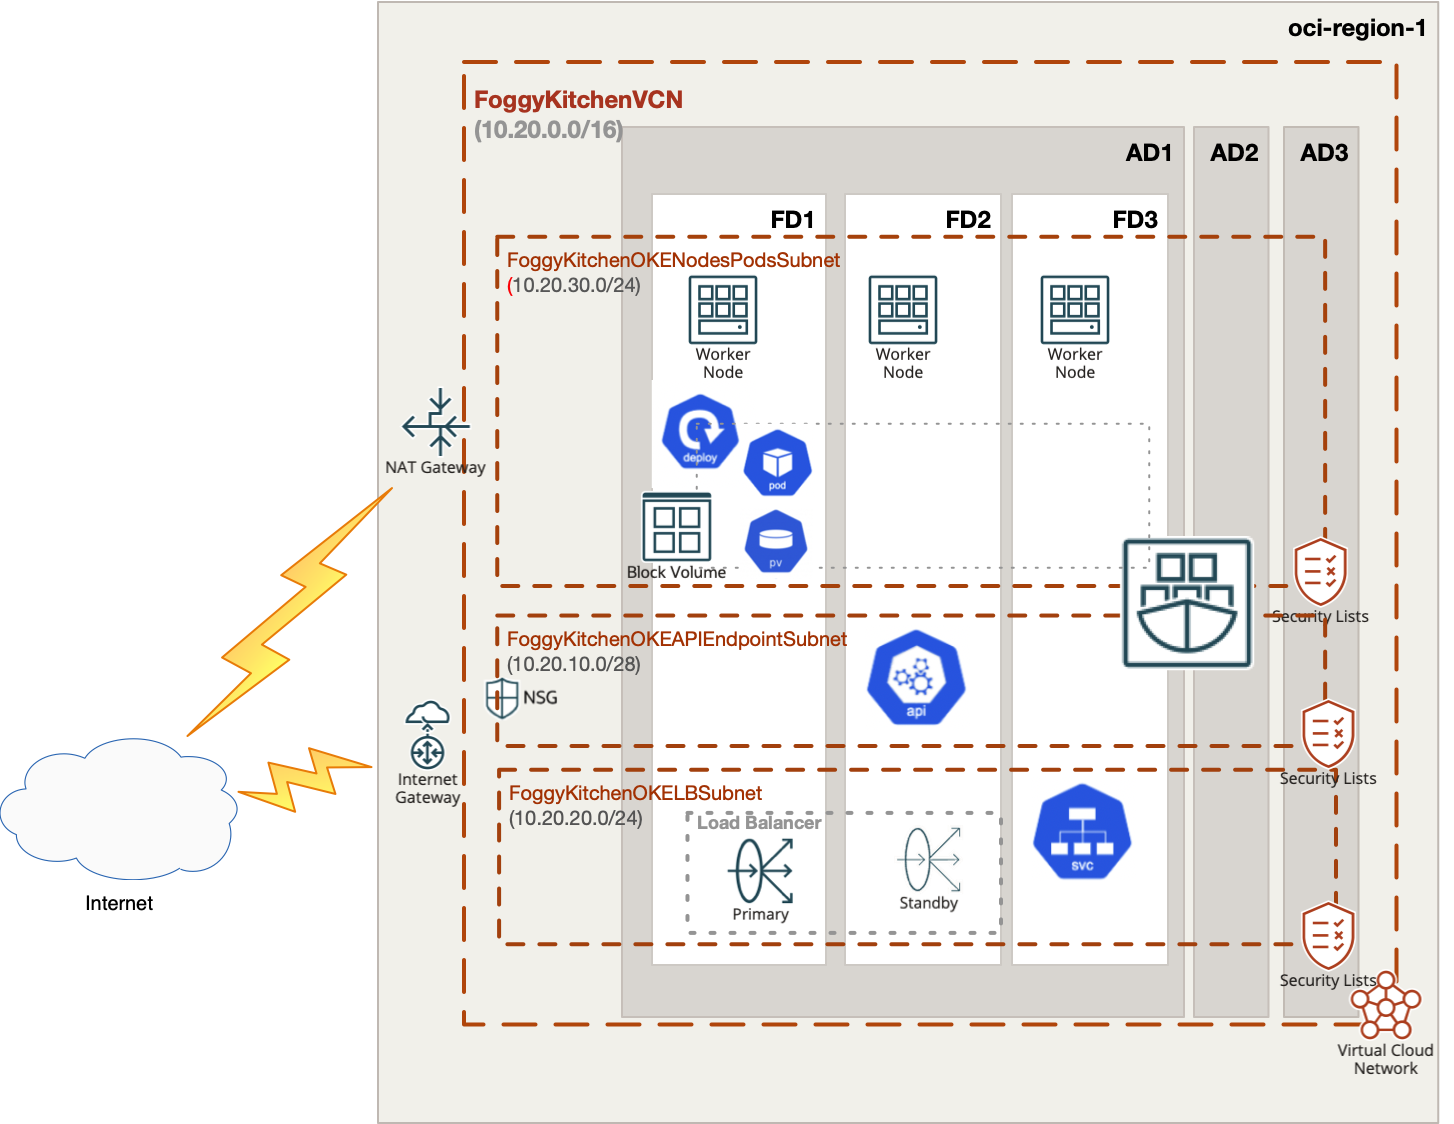 oci-region-1
FoggyKitchenVCN
(10.20.0.0/16)
AD1
AD2
AD3
FD1
FD2
FD3
FoggyKitchenOKENodesPodsSubnet
(10.20.30.0/24)
Worker
Node
Worker
Node
Worker
Node
deploy
pod
NAT Gateway
pv
Block Volume
Security Lists
FoggyKitchenOKEAPIEndpointSubnet
(10.20.10.0/28)
NSG
api
Internet
Gateway
Security Lists
FoggyKitchenOKELBSubnet
(10.20.20.0/24)
Load Balancer
Primary
Standby
svc
Internet
Security Lists
Virtual Cloud
Network